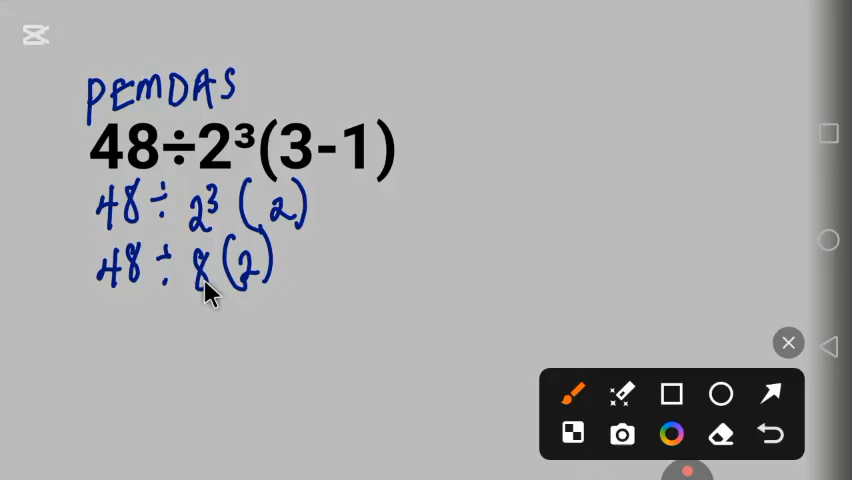 PEMDAS
48÷2³(3-1)
48 ÷ 2³ (2)
48 ÷ 8 (2)